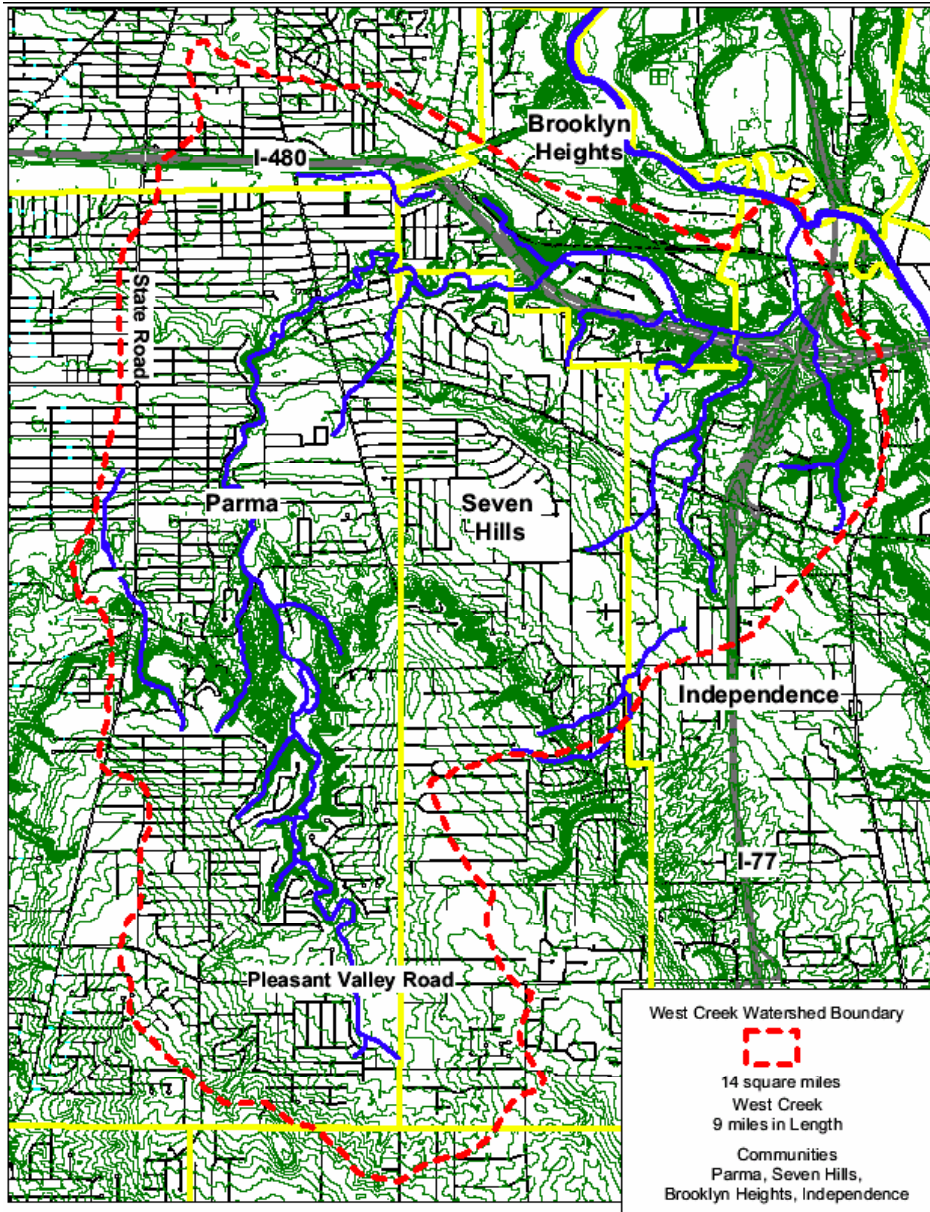 Brooklyn
Heights
I-480
State Road
Parma
Seven
Hills
Independence
I-77
Pleasant Valley Road
West Creek Watershed Boundary
14 square miles
West Creek
9 miles in Length
Communities
Parma, Seven Hills,
Brooklyn Heights, Independence